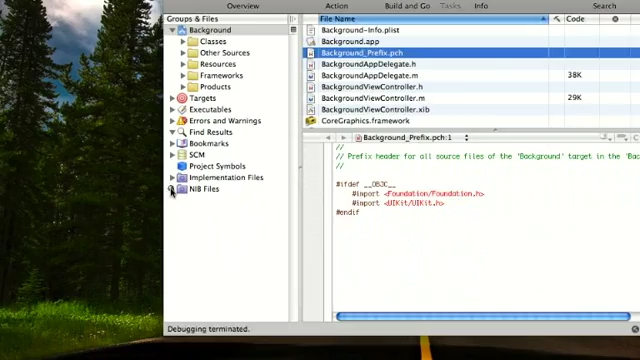 Overview Action Build and Go Tasks Info Search
Groups & Files
File Name Code
Background
Classes
Other Sources
Resources
Frameworks
Products
Targets
Executables
Errors and Warnings
Find Results
Bookmarks
SCM
Project Symbols
Implementation Files
NIB Files
Background-Info.plist
Background.app
Background_Prefix.pch
BackgroundAppDelegate.h
BackgroundAppDelegate.m 38K
BackgroundViewController.h
BackgroundViewController.m 29K
BackgroundViewController.xib
CoreGraphics.framework
Background_Prefix.pch:1
//
// Prefix header for all source files of the 'Background' target in the 'Bac
//
#ifdef __OBJC__
#import <Foundation/Foundation.h>
#import <UIKit/UIKit.h>
#endif
Debugging terminated.